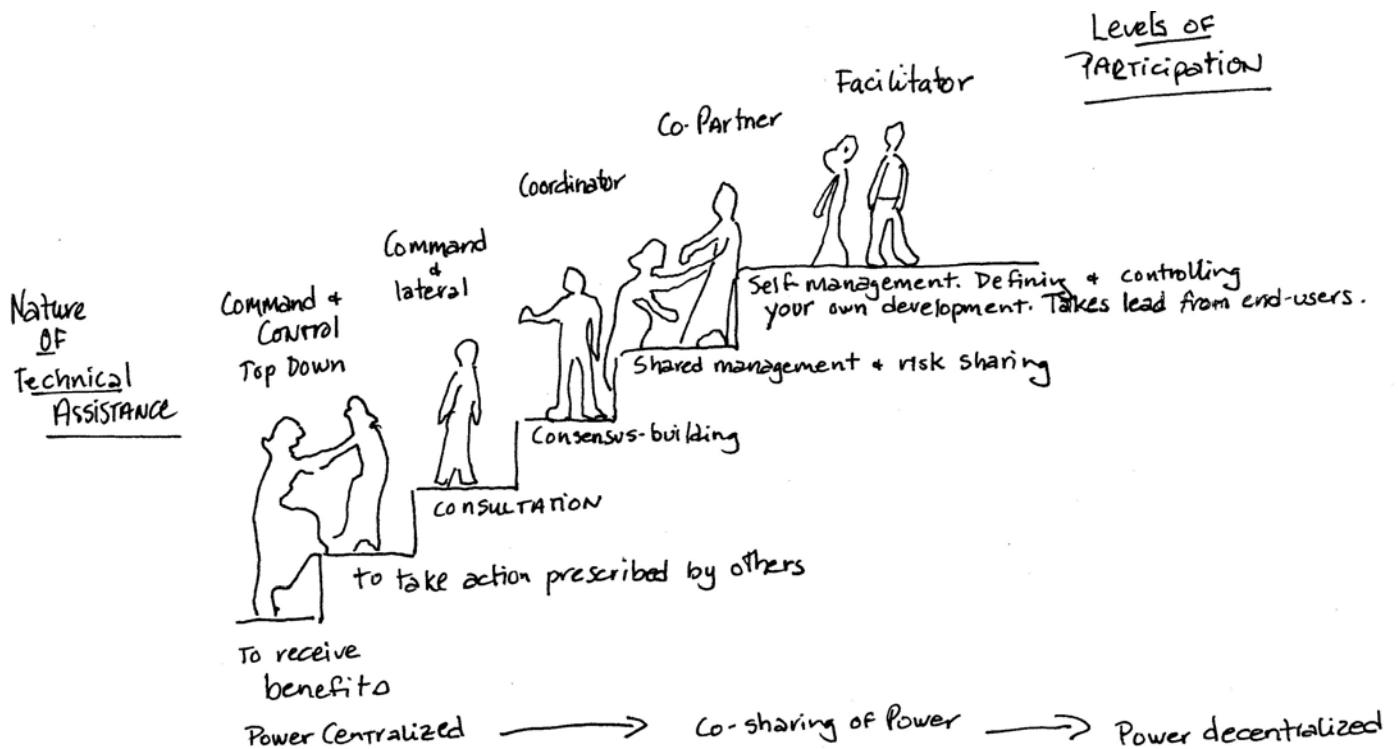 Levels OF
PARTICIPATION
Facilitator
Co-Partner
Coordinator
Command
&
lateral
Nature
OF
Technical
ASSISTANCE
Command &
Control
Top Down
Self-management. Defining & controlling
your own development. Takes lead from end-users.
Shared management & risk sharing
Consensus-building
CONSULTATION
to take action prescribed by others
To receive
benefits
Power Centralized → Co-sharing of Power → Power decentralized